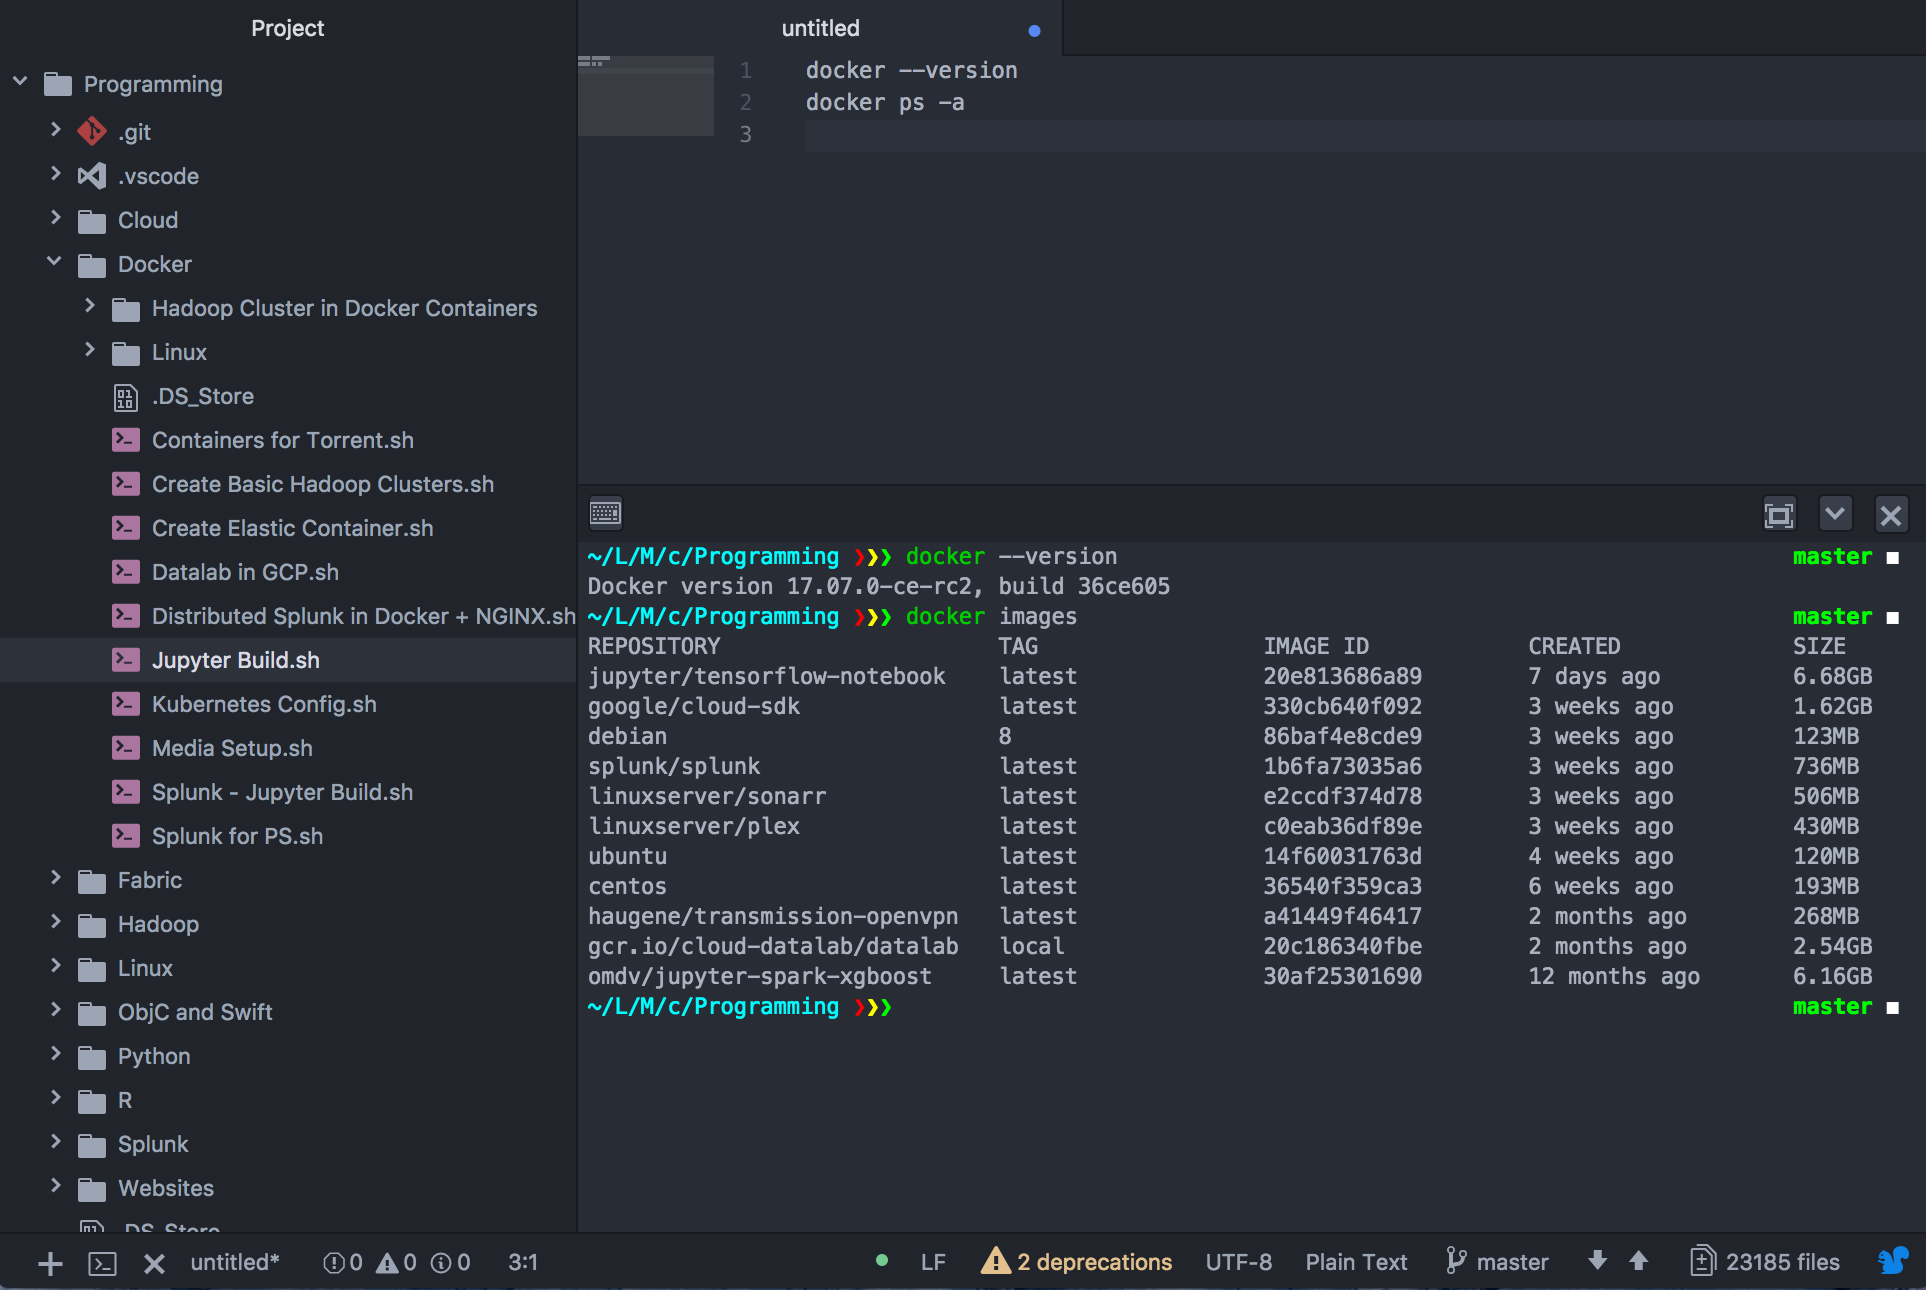 Project
Programming
.git
.vscode
Cloud
Docker
Hadoop Cluster in Docker Containers
Linux
.DS_Store
Containers for Torrent.sh
Create Basic Hadoop Clusters.sh
Create Elastic Container.sh
Datalab in GCP.sh
Distributed Splunk in Docker + NGINX.sh
Jupyter Build.sh
Kubernetes Config.sh
Media Setup.sh
Splunk - Jupyter Build.sh
Splunk for PS.sh
Fabric
Hadoop
Linux
ObjC and Swift
Python
R
Splunk
Websites
.DS_Store
untitled
1 docker --version
2 docker ps -a
3
~/L/M/c/Programming ❯❯❯ docker --version master ■
Docker version 17.07.0-ce-rc2, build 36ce605
~/L/M/c/Programming ❯❯❯ docker images master ■
REPOSITORY TAG IMAGE ID CREATED SIZE
jupyter/tensorflow-notebook latest 20e813686a89 7 days ago 6.68GB
google/cloud-sdk latest 330cb640f092 3 weeks ago 1.62GB
debian 8 86baf4e8cde9 3 weeks ago 123MB
splunk/splunk latest 1b6fa73035a6 3 weeks ago 736MB
linuxserver/sonarr latest e2ccdf374d78 3 weeks ago 506MB
linuxserver/plex latest c0eab36df89e 3 weeks ago 430MB
ubuntu latest 14f60031763d 4 weeks ago 120MB
centos latest 36540f359ca3 6 weeks ago 193MB
haugene/transmission-openvpn latest a41449f46417 2 months ago 268MB
gcr.io/cloud-datalab/datalab local 20c186340fbe 2 months ago 2.54GB
omdv/jupyter-spark-xgboost latest 30af25301690 12 months ago 6.16GB
~/L/M/c/Programming ❯❯❯ master ■
untitled* 0 0 0 3:1 LF 2 deprecations UTF-8 Plain Text master 23185 files